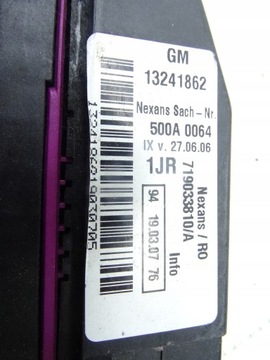 GM
13241862
Nexans Sach-Nr.
500A 0064
IX v. 27.06.06
1JR
Nexans / RO
719033810/A
94 19.03.07 76
Info
1324186219030705